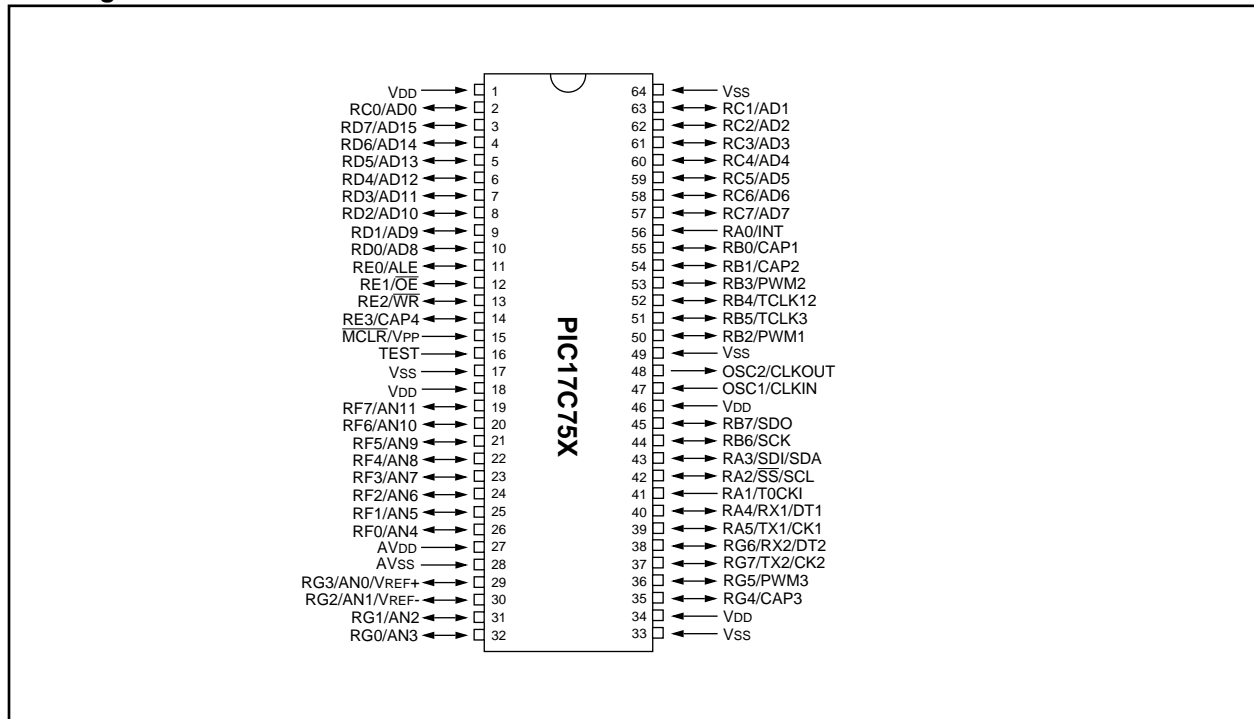 VDD 1
RC0/AD0 2
RD7/AD15 3
RD6/AD14 4
RD5/AD13 5
RD4/AD12 6
RD3/AD11 7
RD2/AD10 8
RD1/AD9 9
RD0/AD8 10
RE0/ALE 11
RE1/OE 12
RE2/WR 13
RE3/CAP4 14
MCLR/VPP 15
TEST 16
VSS 17
VDD 18
RF7/AN11 19
RF6/AN10 20
RF5/AN9 21
RF4/AN8 22
RF3/AN7 23
RF2/AN6 24
RF1/AN5 25
RF0/AN4 26
AVDD 27
AVSS 28
RG3/AN0/VREF+ 29
RG2/AN1/VREF- 30
RG1/AN2 31
RG0/AN3 32
PIC17C75X
64 VSS
63 RC1/AD1
62 RC2/AD2
61 RC3/AD3
60 RC4/AD4
59 RC5/AD5
58 RC6/AD6
57 RC7/AD7
56 RA0/INT
55 RB0/CAP1
54 RB1/CAP2
53 RB3/PWM2
52 RB4/TCLK12
51 RB5/TCLK3
50 RB2/PWM1
49 VSS
48 OSC2/CLKOUT
47 OSC1/CLKIN
46 VDD
45 RB7/SDO
44 RB6/SCK
43 RA3/SDI/SDA
42 RA2/SS/SCL
41 RA1/T0CKI
40 RA4/RX1/DT1
39 RA5/TX1/CK1
38 RG6/RX2/DT2
37 RG7/TX2/CK2
36 RG5/PWM3
35 RG4/CAP3
34 VDD
33 VSS